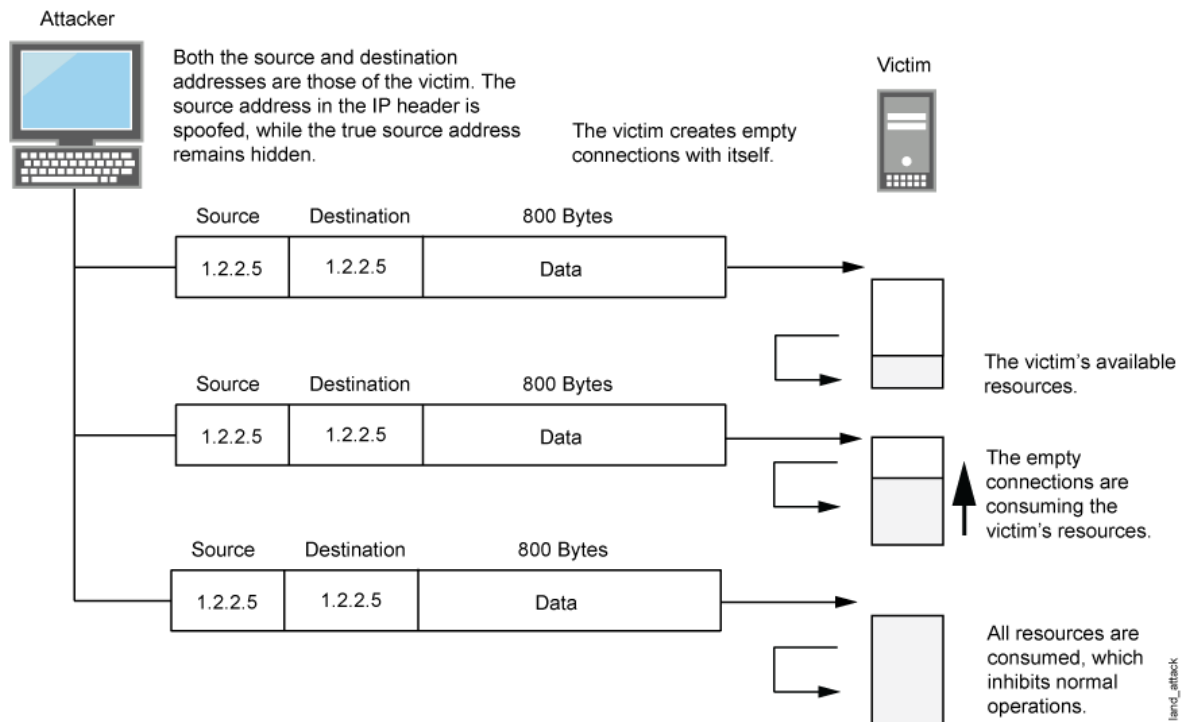 Attacker
Both the source and destination
addresses are those of the victim. The
source address in the IP header is
spoofed, while the true source address
remains hidden.
The victim creates empty
connections with itself.
Victim
Source Destination 800 Bytes
1.2.2.5 1.2.2.5 Data
The victim's available
resources.
Source Destination 800 Bytes
1.2.2.5 1.2.2.5 Data
The empty
connections are
consuming the
victim's resources.
Source Destination 800 Bytes
1.2.2.5 1.2.2.5 Data
All resources are
consumed, which
inhibits normal
operations.
land_attack